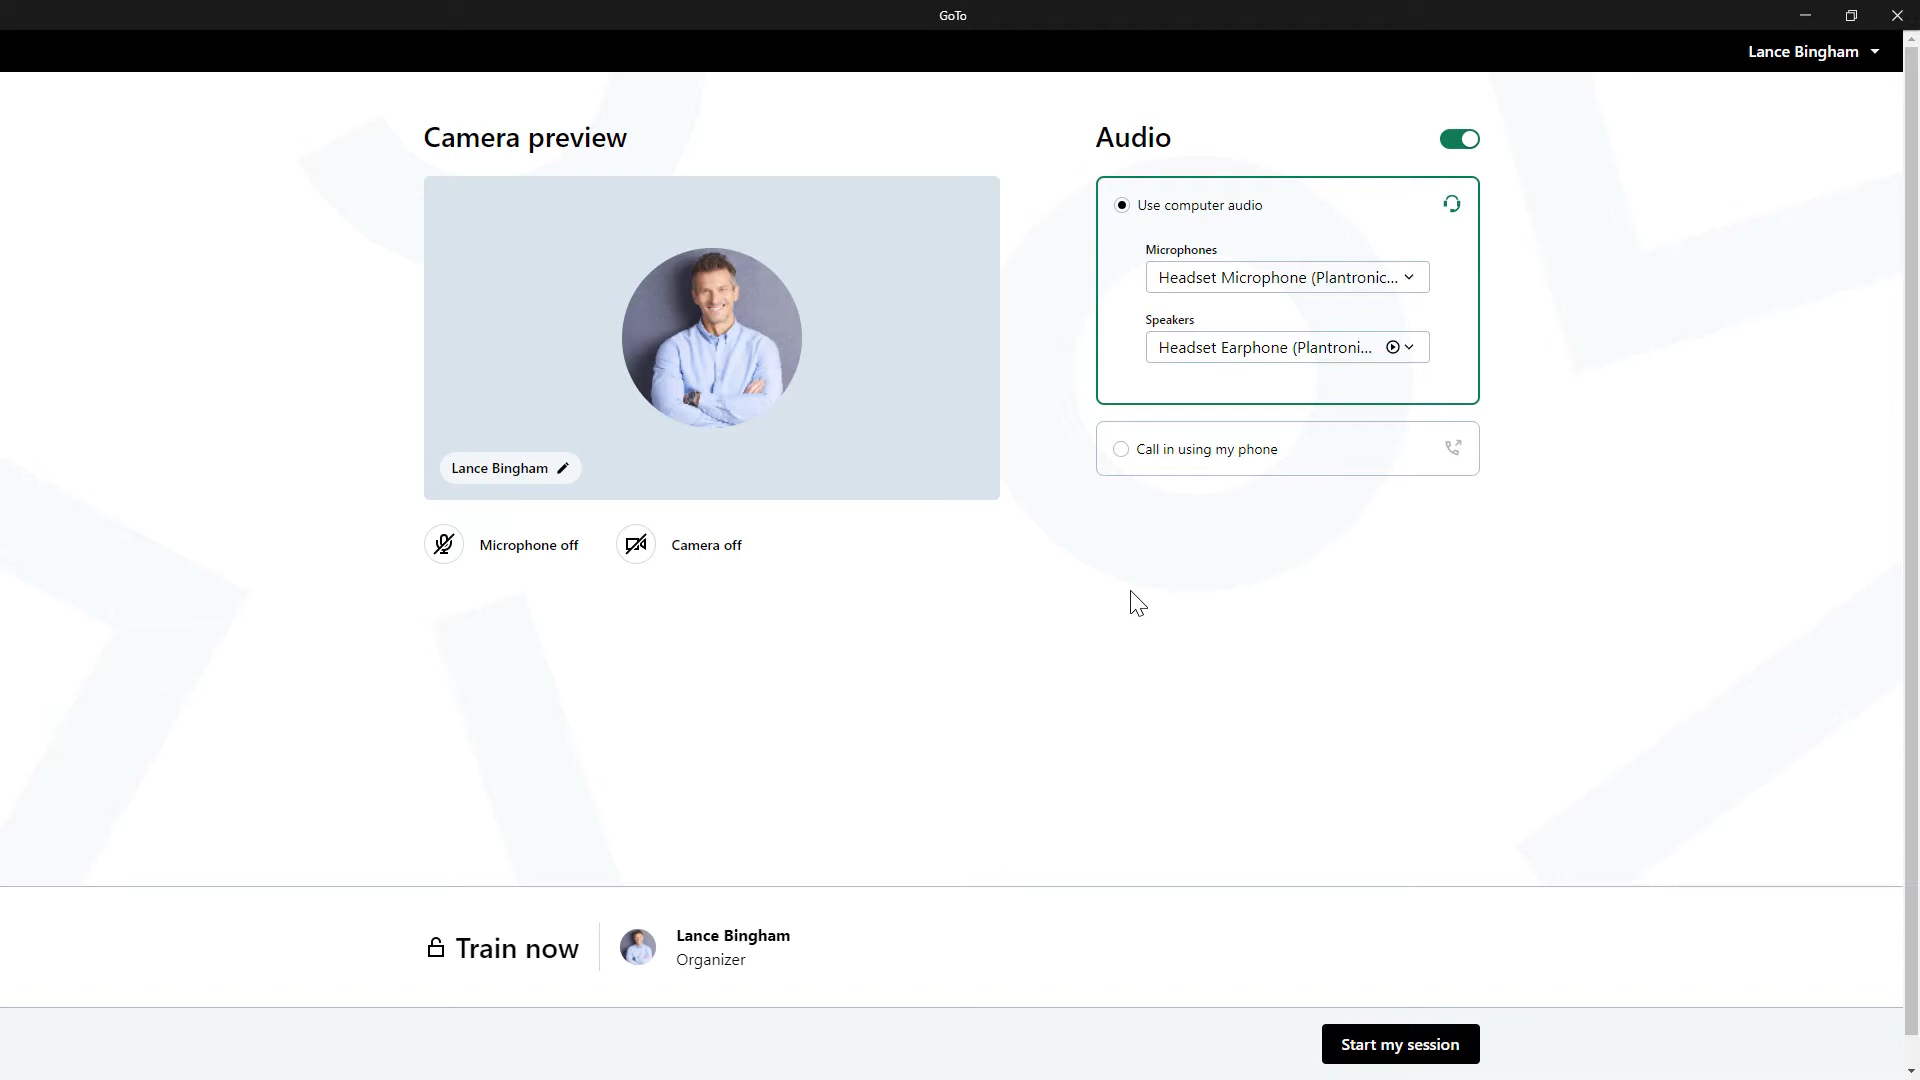 GoTo
Lance Bingham
Camera preview
Audio
Use computer audio
Microphones
Headset Microphone (Plantronic...
Speakers
Headset Earphone (Plantroni...
Call in using my phone
Lance Bingham
Microphone off
Camera off
Train now
Lance Bingham
Organizer
Start my session